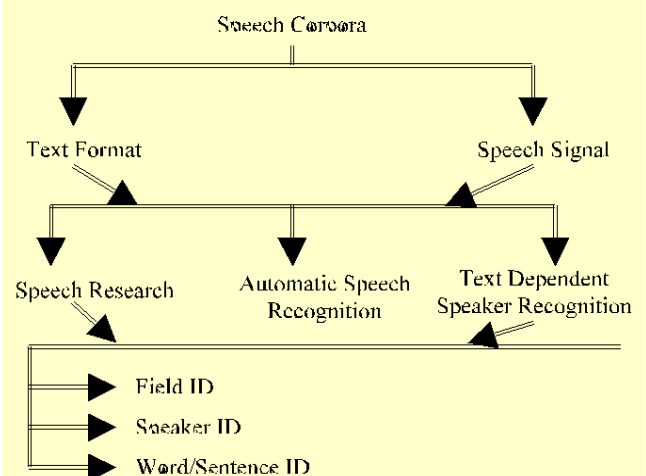 Speech Corpora
Text Format
Speech Signal
Speech Research
Automatic Speech
Recognition
Text Dependent
Speaker Recognition
Field ID
Speaker ID
Word/Sentence ID